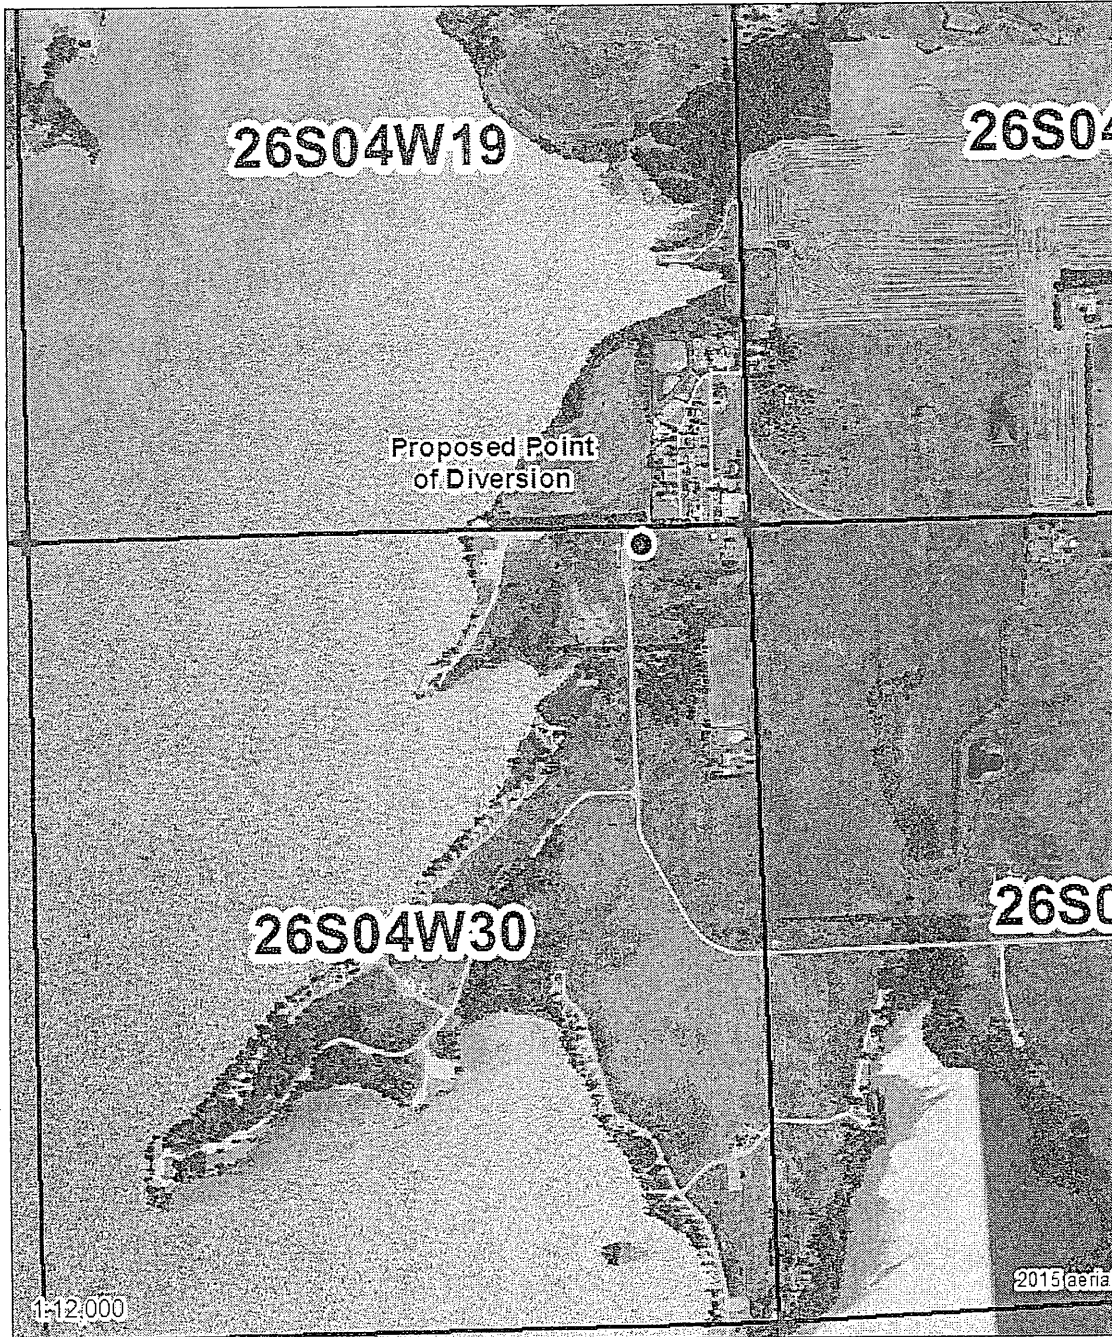 26S04W19
26S04
Proposed Point
of Diversion
26S04W30
26S0
1:12,000
2015 aeria